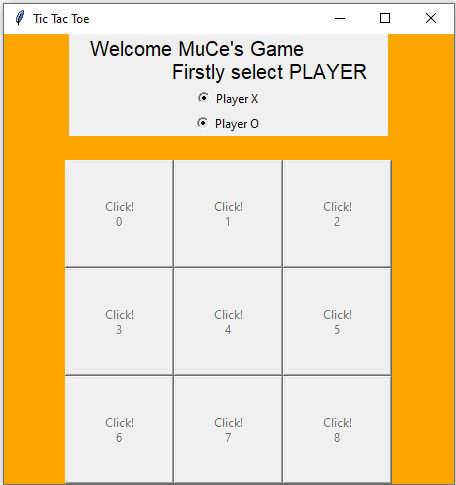 Tic Tac Toe
Welcome MuCe's Game
Firstly select PLAYER
Player X
Player O
Click! Click! Click!
0 1 2
Click! Click! Click!
3 4 5
Click! Click! Click!
6 7 8